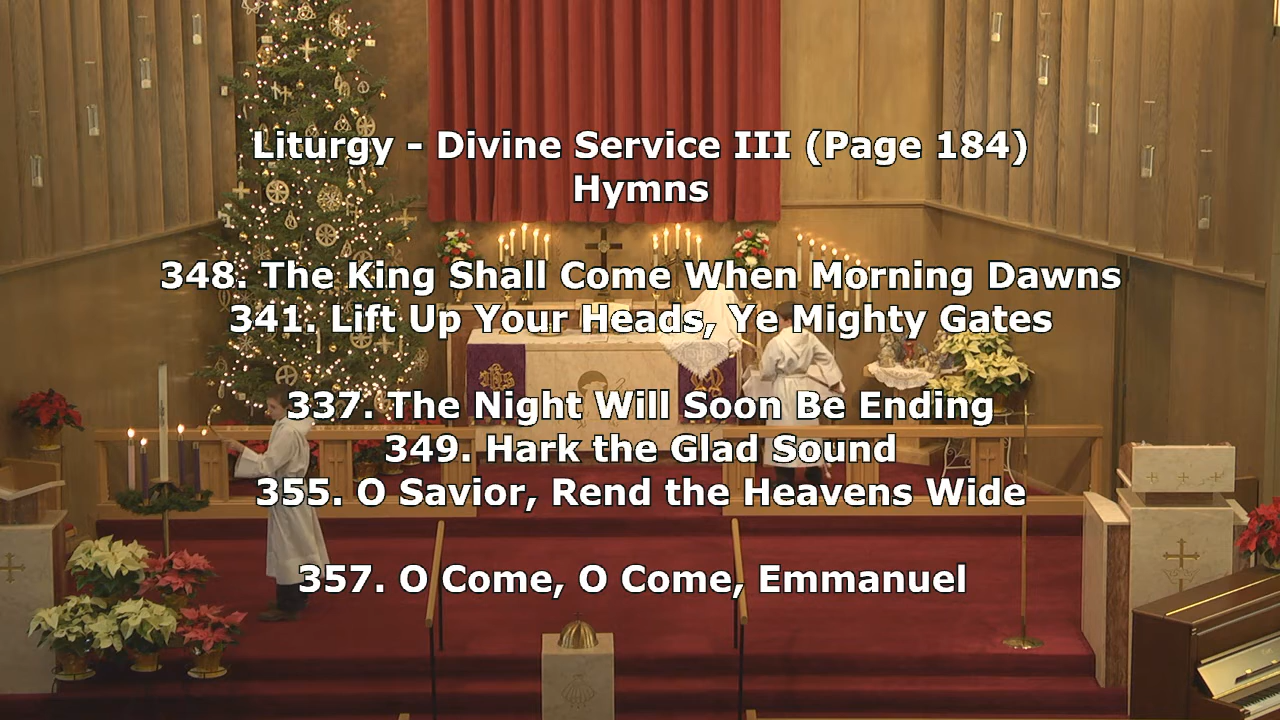 Liturgy - Divine Service III (Page 184)
Hymns
348. The King Shall Come When Morning Dawns
341. Lift Up Your Heads, Ye Mighty Gates
337. The Night Will Soon Be Ending
349. Hark the Glad Sound
355. O Savior, Rend the Heavens Wide
357. O Come, O Come, Emmanuel